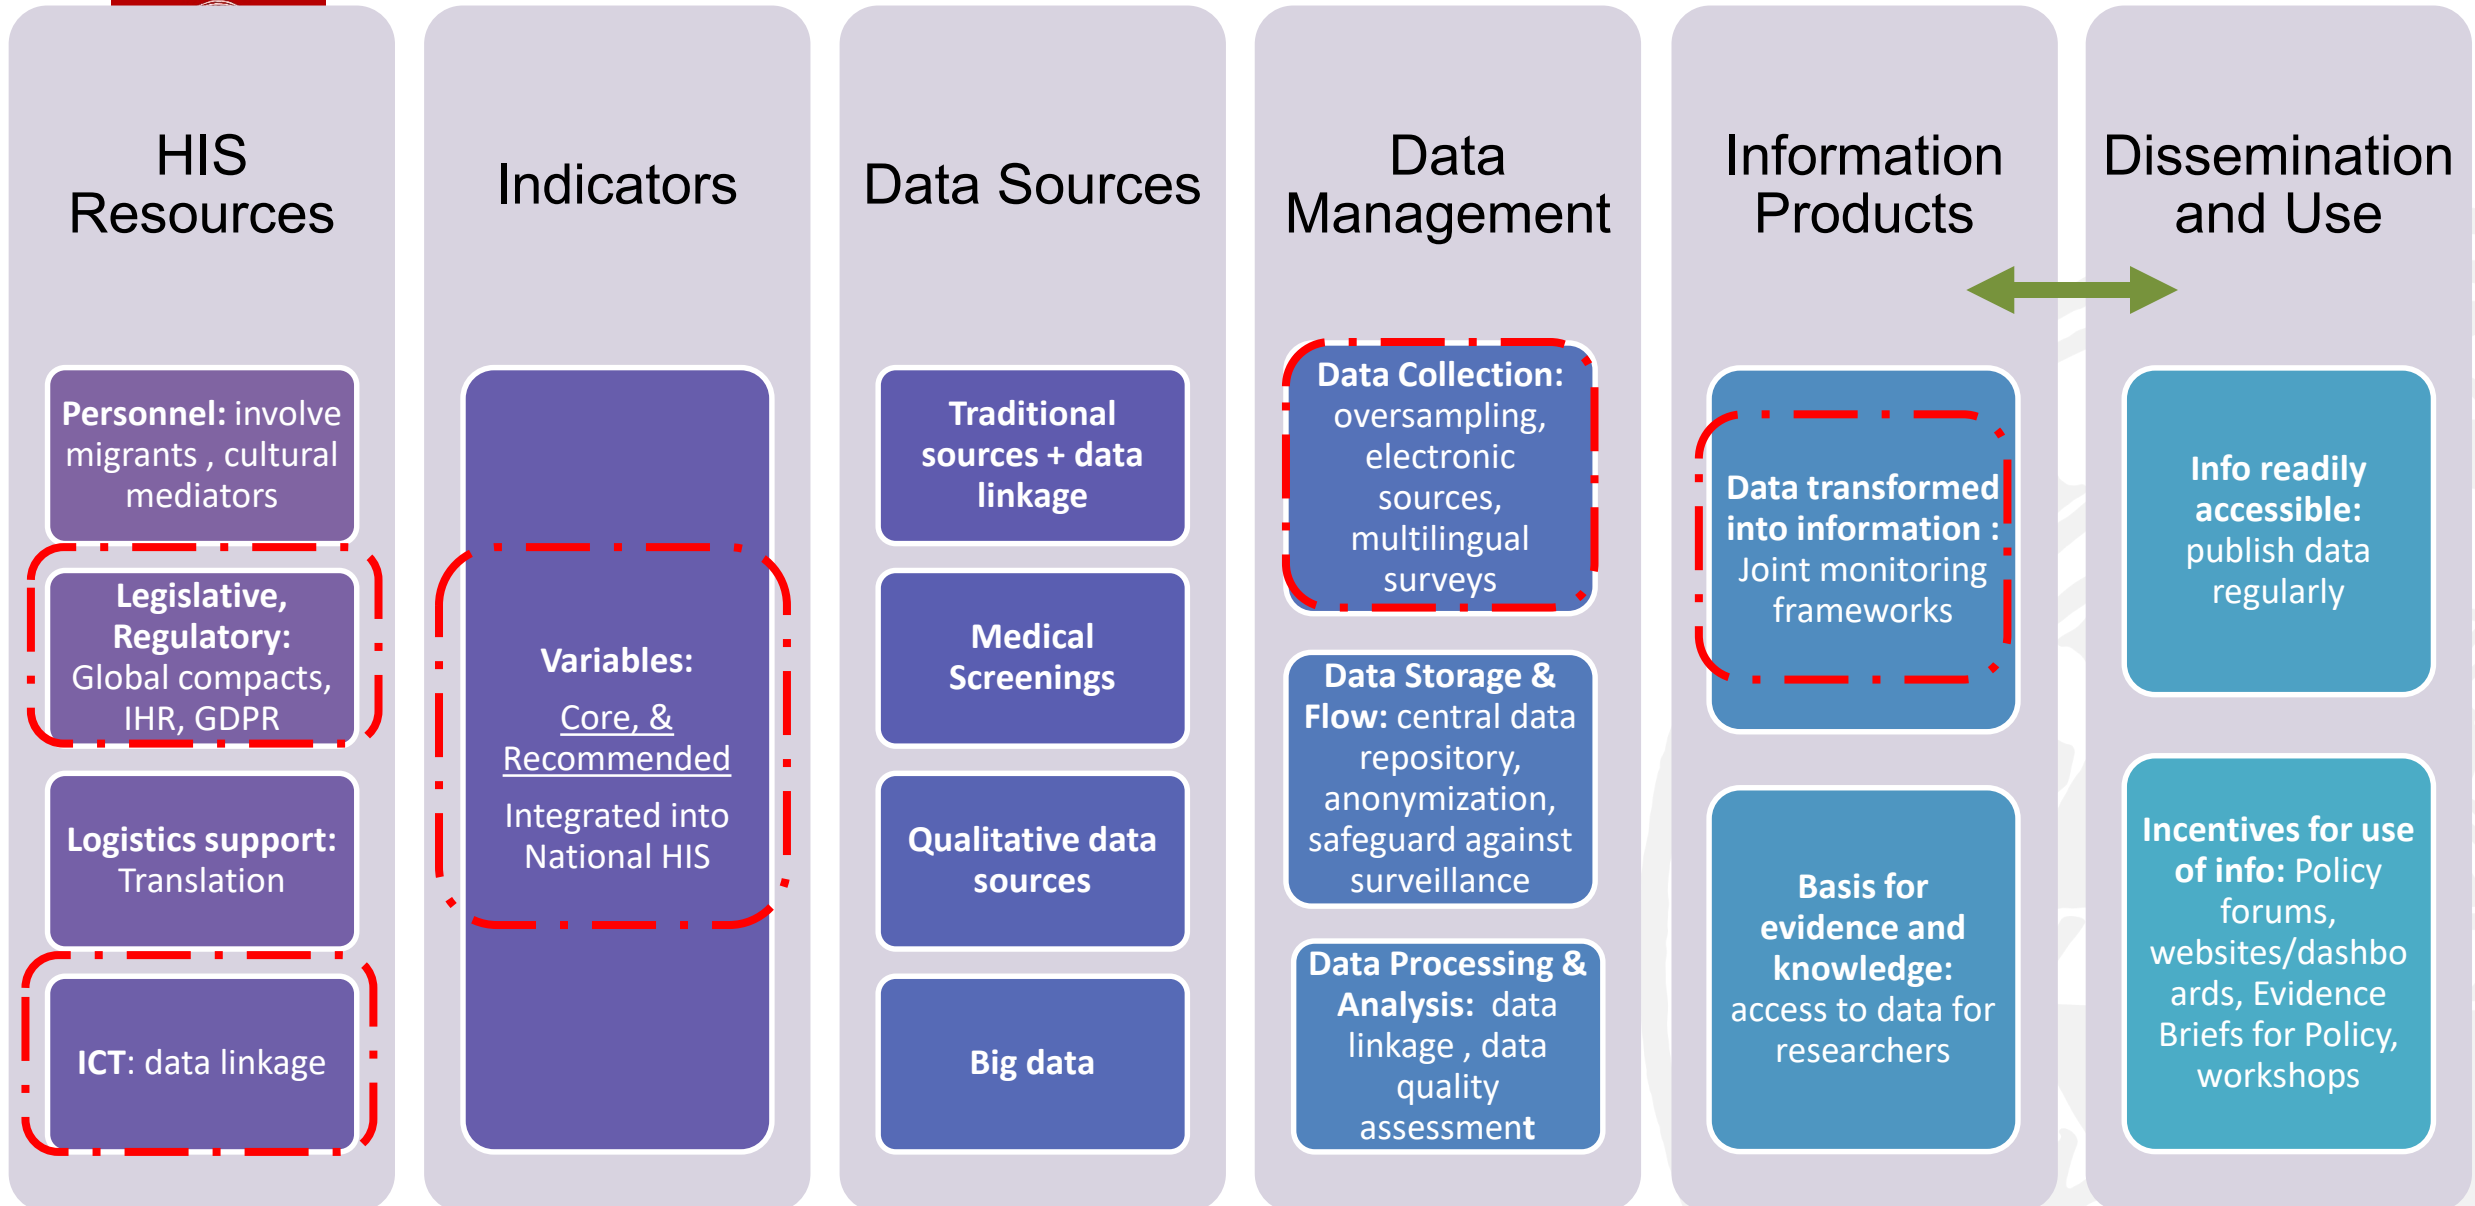 HIS
Resources
Personnel: involve
migrants , cultural
mediators
Legislative,
Regulatory:
Global compacts,
IHR, GDPR
Logistics support:
Translation
ICT: data linkage
Indicators
Variables:
Core, &
Recommended
Integrated into
National HIS
Data Sources
Traditional
sources + data
linkage
Medical
Screenings
Qualitative data
sources
Big data
Data
Management
Data Collection:
oversampling,
electronic
sources,
multilingual
surveys
Data Storage &
Flow: central data
repository,
anonymization,
safeguard against
surveillance
Data Processing &
Analysis:  data
linkage , data
quality
assessment
Information
Products
Data transformed
into information :
Joint monitoring
frameworks
Basis for
evidence and
knowledge:
access to data for
researchers
Dissemination
and Use
Info readily
accessible:
publish data
regularly
Incentives for use
of info: Policy
forums,
websites/dashbo
ards, Evidence
Briefs for Policy,
workshops